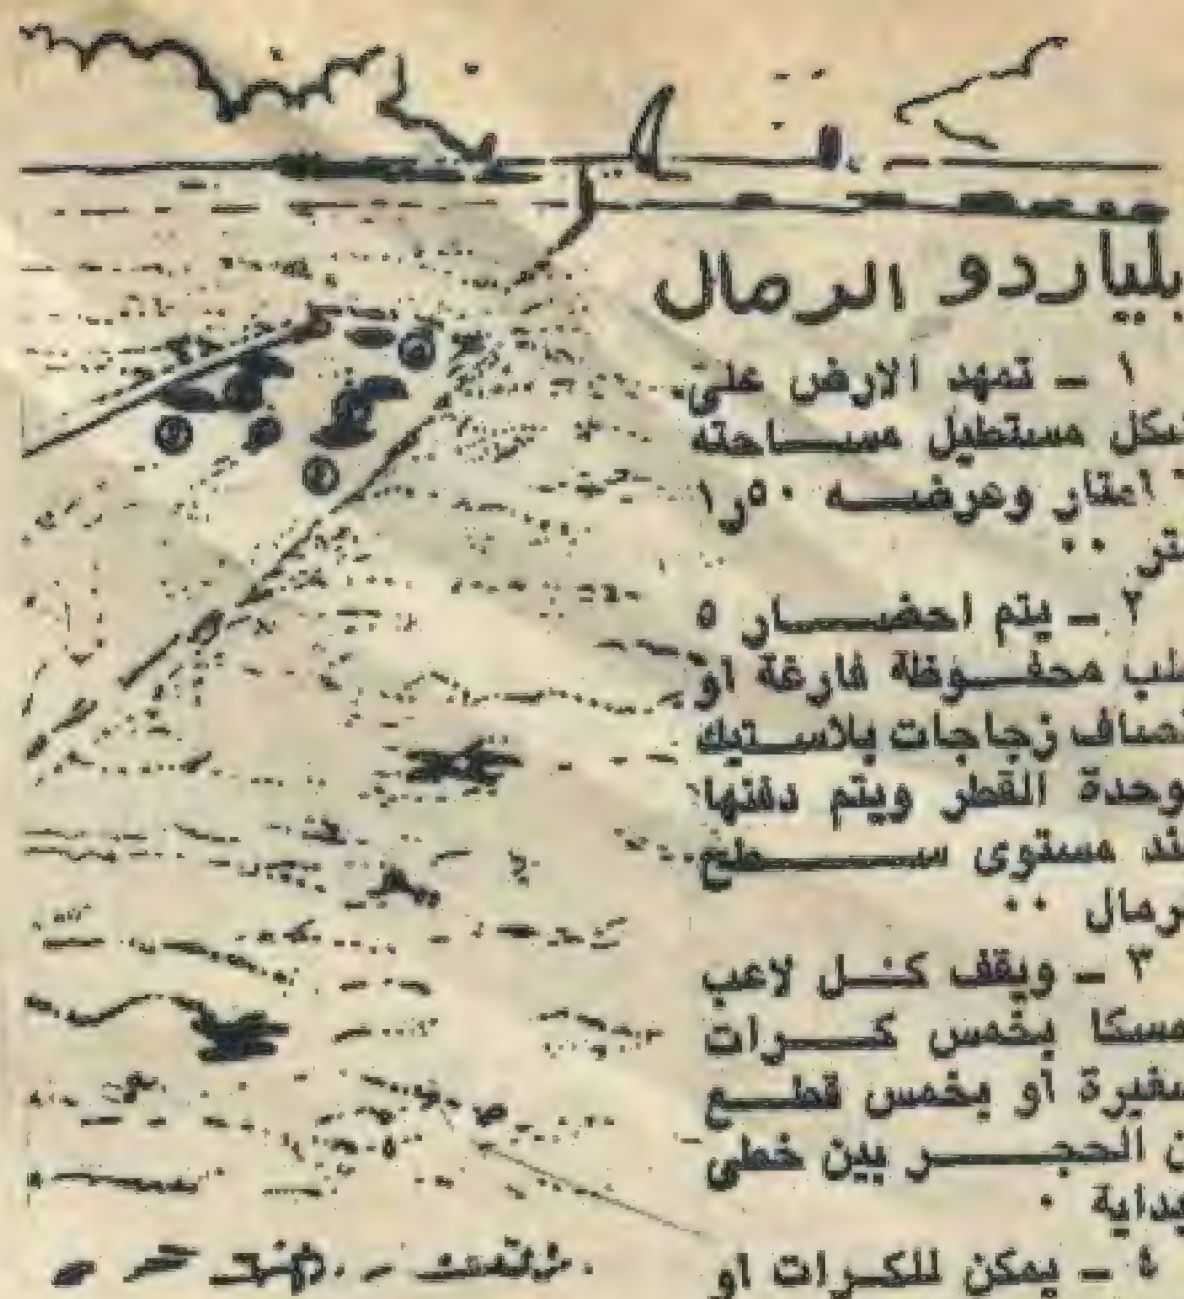 بلياردو الرمال
١ ـ تمهد الارض على
شكل مستطيل مساحته
امتار وعرضه ١٫٥٠
متر ..
٢ ـ يتم احضار ٥
علب محفوظة فارغة او
انصاف زجاجات بلاستيك
موحدة القطر ويتم دفنها
عند مستوى سطح
الرمال ..
٣ ـ ويقف كل لاعب
ممسكا بخمس كرات
صغيرة او بخمس قطع
من الحجر بين خطى
البداية .
٤ ـ يمكن للكرات او